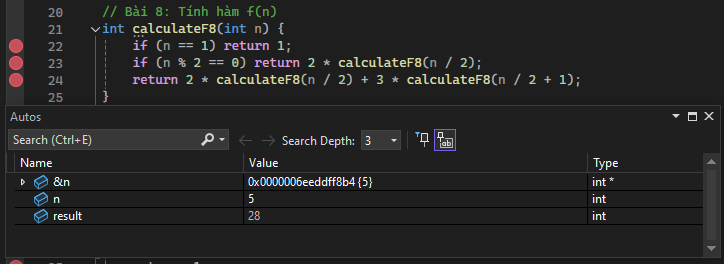 20 // Bài 8: Tính hàm f(n)
21 int calculateF8(int n) {
22 if (n == 1) return 1;
23 if (n % 2 == 0) return 2 * calculateF8(n / 2);
24 return 2 * calculateF8(n / 2) + 3 * calculateF8(n / 2 + 1);
25 }
Autos
Search (Ctrl+E) Search Depth: 3
Name Value Type
&n 0x0000006eeddff8b4 {5} int *
n 5 int
result 28 int